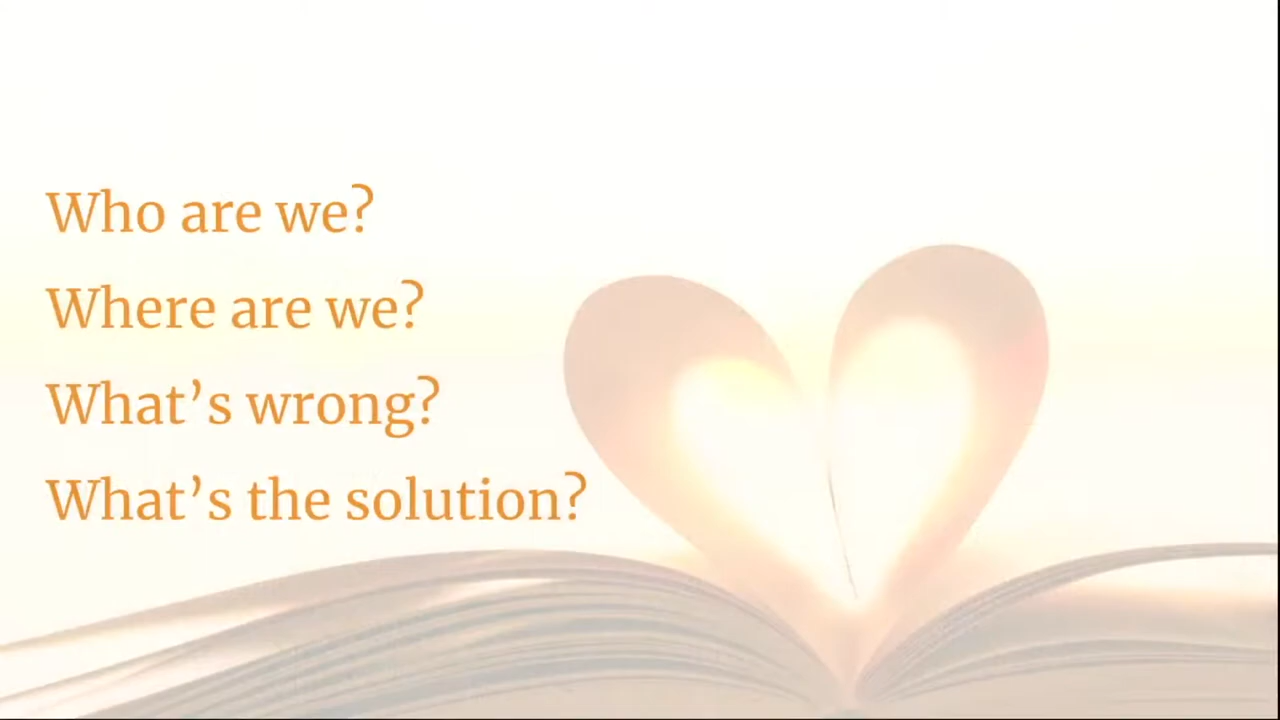 Who are we?
Where are we?
What’s wrong?
What’s the solution?